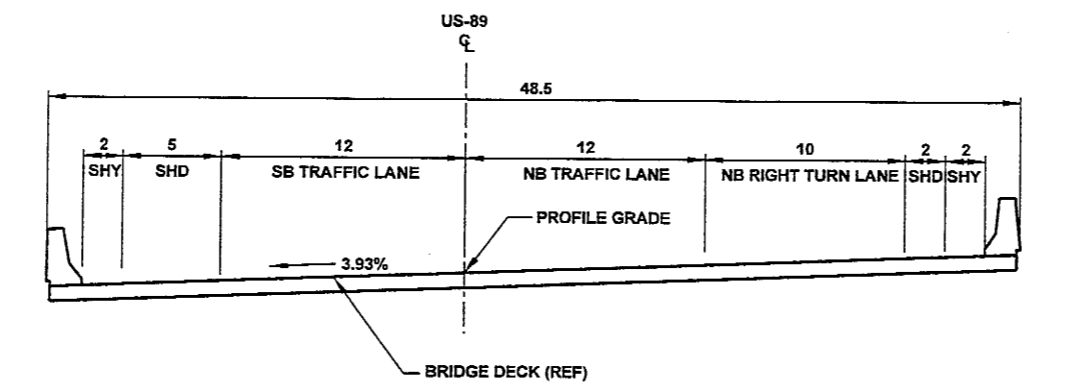 US-89
℄
48.5
2 5 12 12 10 2 2
SHY SHD SB TRAFFIC LANE NB TRAFFIC LANE NB RIGHT TURN LANE SHD SHY
PROFILE GRADE
3.93%
BRIDGE DECK (REF)